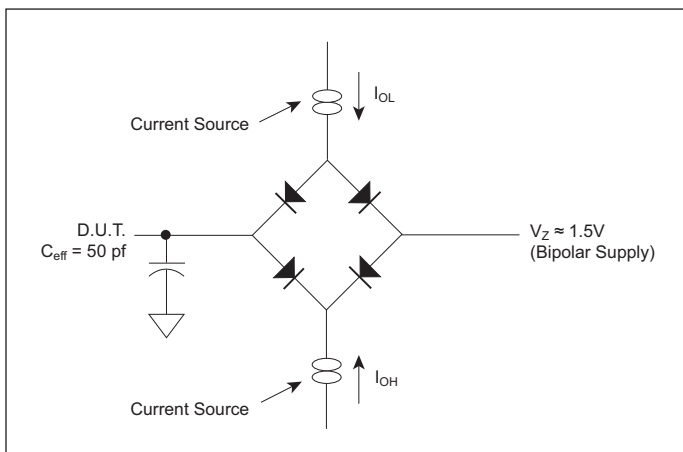 I_OL
Current Source
D.U.T.
C_eff = 50 pf
V_Z ≈ 1.5V
(Bipolar Supply)
I_OH
Current Source